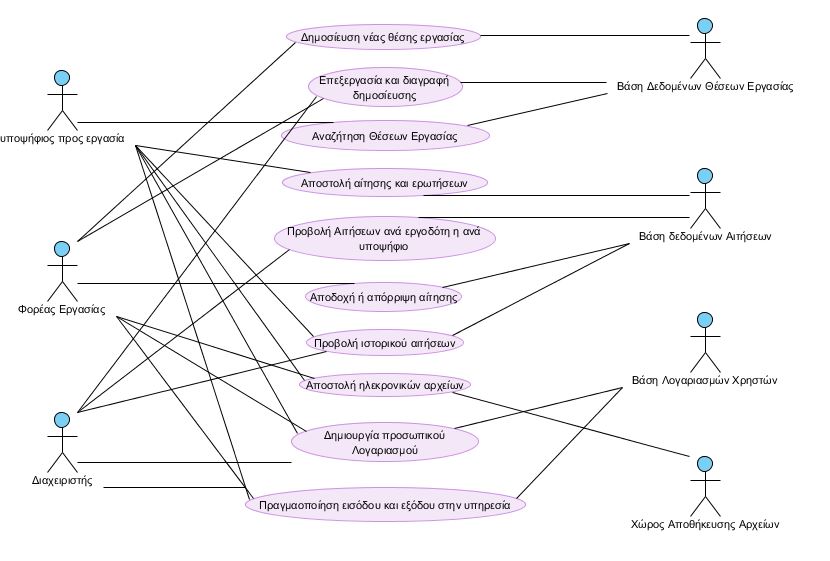 Δημοσίευση νέας θέσης εργασίας
Επεξεργασία και διαγραφή
δημοσίευσης
Βάση Δεδομένων Θέσεων Εργασίας
υποψήφιος προς εργασία
Αναζήτηση Θέσεων Εργασίας
Αποστολή αίτησης και ερωτήσεων
Προβολή Αιτήσεων ανά εργοδότη η ανά
υποψήφιο
Βάση δεδομένων Αιτήσεων
Φορέας Εργασίας
Αποδοχή ή απόρριψη αίτησης
Προβολή ιστορικού αιτήσεων
Αποστολή ηλεκρονικών αρχείων
Βάση Λογαριασμών Χρηστών
Δημιουργία προσωπικού
Λογαριασμού
Διαχειριστής
Πραγμαοποίηση εισόδου και εξόδου στην υπηρεσία
Χώρος Αποθήκευσης Αρχείων